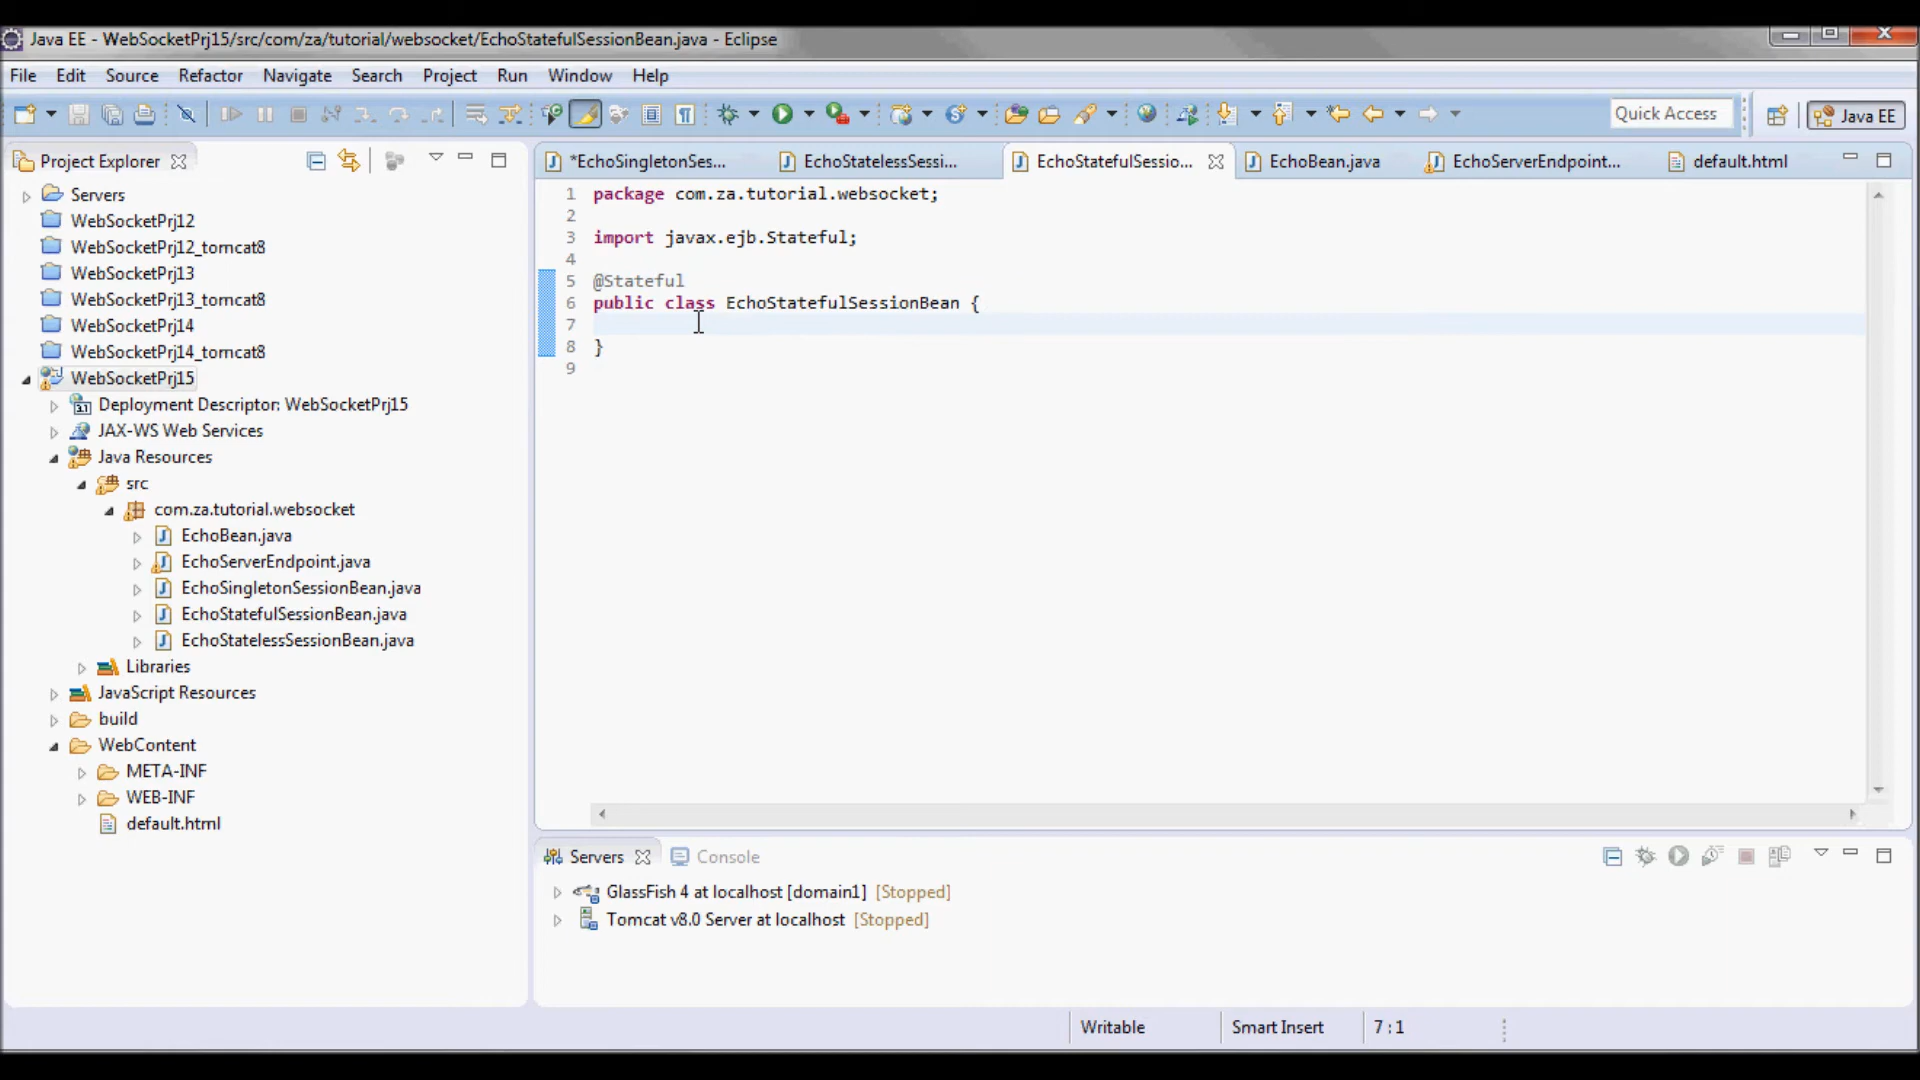 Java EE - WebSocketPrj15/src/com/za/tutorial/websocket/EchoStatefulSessionBean.java - Eclipse
File Edit Source Refactor Navigate Search Project Run Window Help
Quick Access
Java EE
Project Explorer
Servers
WebSocketPrj12
WebSocketPrj12_tomcat8
WebSocketPrj13
WebSocketPrj13_tomcat8
WebSocketPrj14
WebSocketPrj14_tomcat8
WebSocketPrj15
Deployment Descriptor: WebSocketPrj15
JAX-WS Web Services
Java Resources
src
com.za.tutorial.websocket
EchoBean.java
EchoServerEndpoint.java
EchoSingletonSessionBean.java
EchoStatefulSessionBean.java
EchoStatelessSessionBean.java
Libraries
JavaScript Resources
build
WebContent
META-INF
WEB-INF
default.html
*EchoSingletonSes... EchoStatelessSessi... EchoStatefulSessio... EchoBean.java EchoServerEndpoint... default.html
1 package com.za.tutorial.websocket;
2
3 import javax.ejb.Stateful;
4
5 @Stateful
6 public class EchoStatefulSessionBean {
7
8 }
9
Servers Console
GlassFish 4 at localhost [domain1] [Stopped]
Tomcat v8.0 Server at localhost [Stopped]
Writable Smart Insert 7 : 1